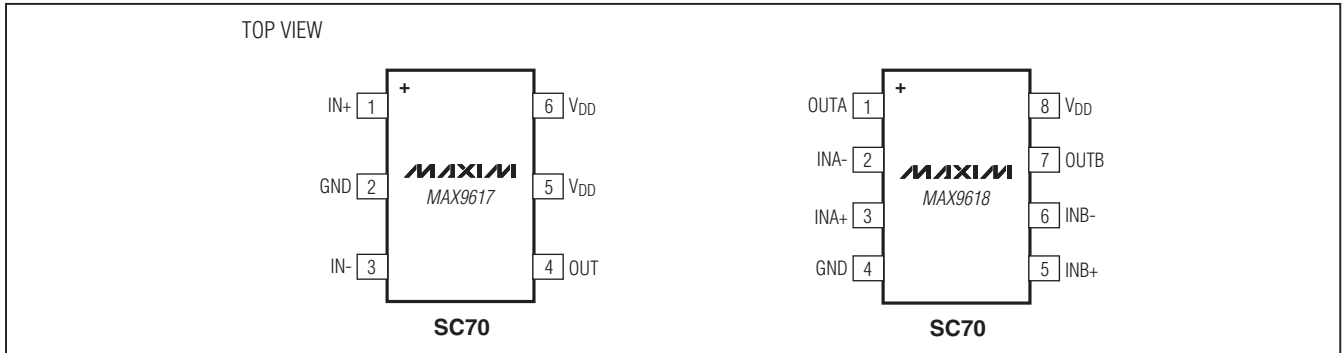 TOP VIEW
+
IN+ 1
6 VDD
GND 2
5 VDD
IN- 3
4 OUT
MAXIM
MAX9617
SC70
+
OUTA 1
8 VDD
INA- 2
7 OUTB
INA+ 3
6 INB-
GND 4
5 INB+
MAXIM
MAX9618
SC70